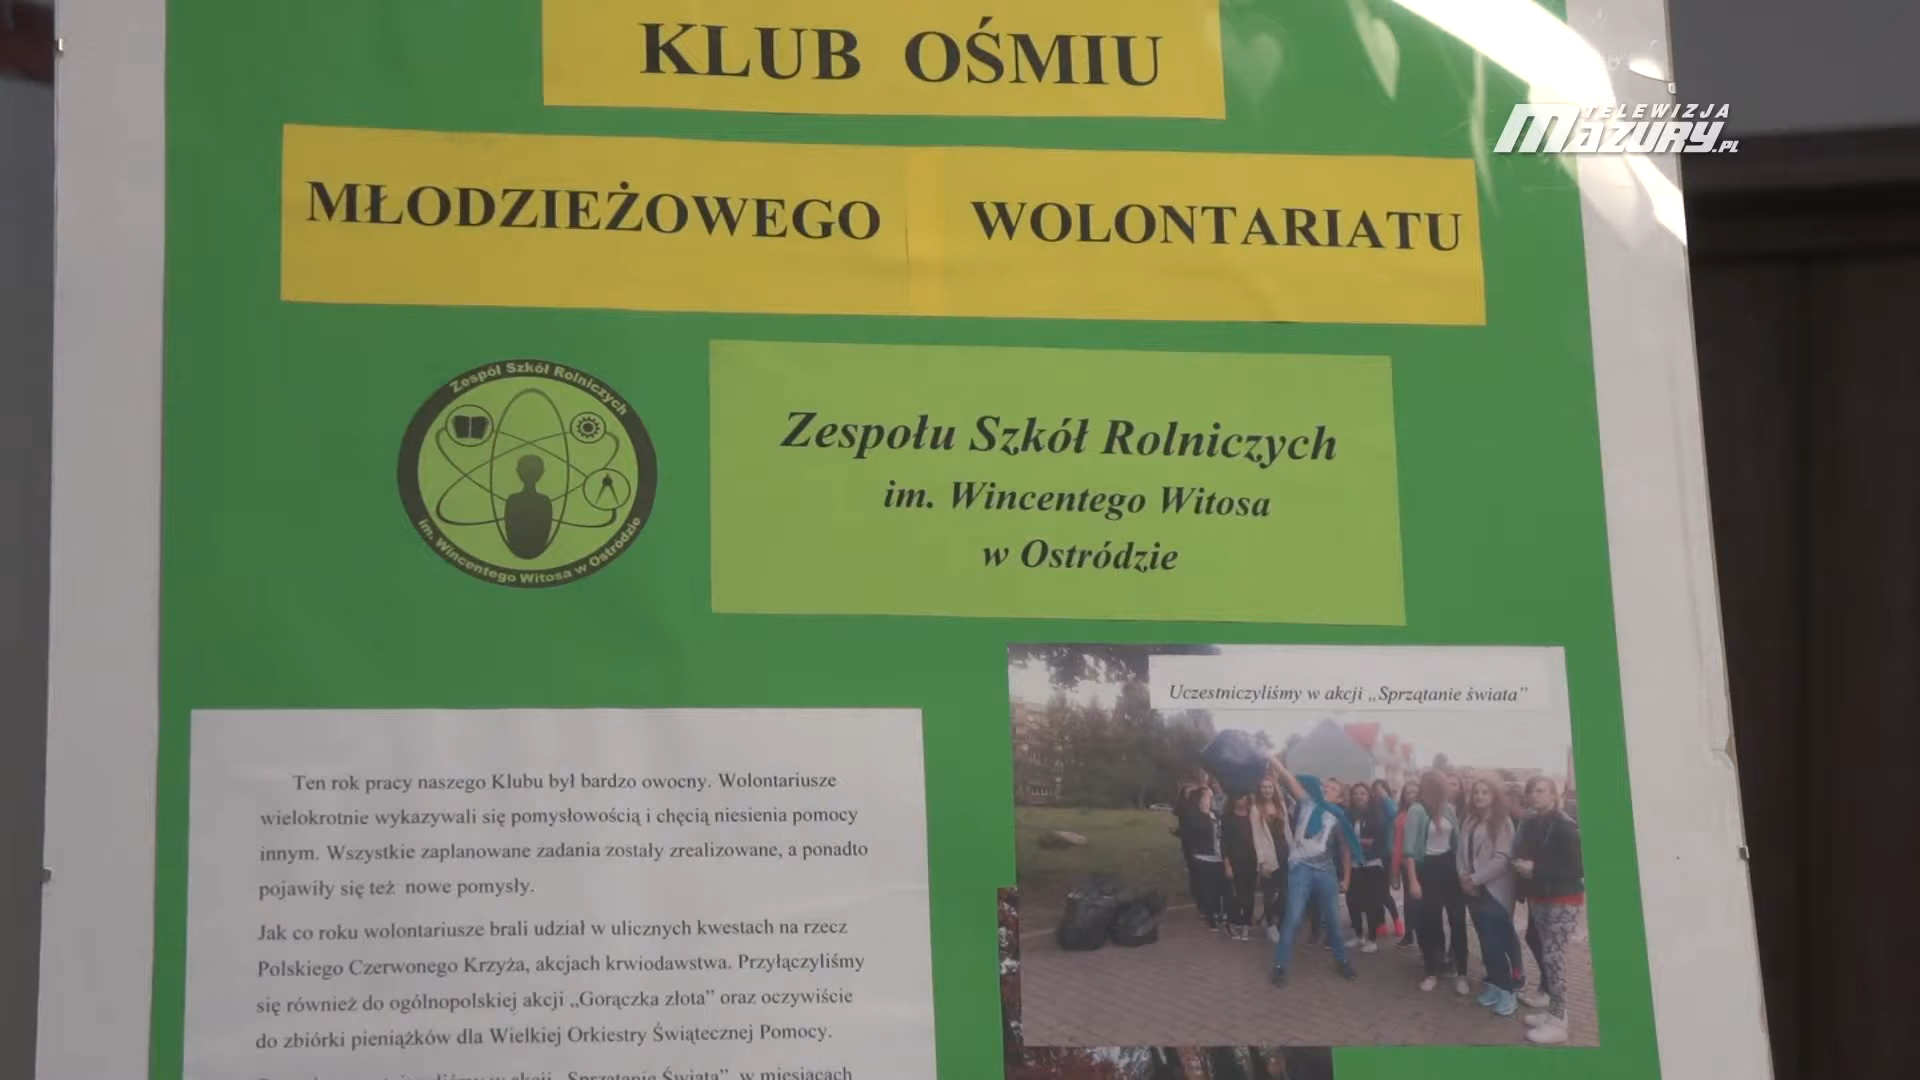 KLUB OŚMIU
TELEWIZJA
MAZURY.PL
MŁODZIEŻOWEGO WOLONTARIATU
Zespół Szkół Rolniczych
im. Wincentego Witosa w Ostródzie
Zespołu Szkół Rolniczych
im. Wincentego Witosa
w Ostródzie
Uczestniczyliśmy w akcji „Sprzątanie świata”
Ten rok pracy naszego Klubu był bardzo owocny. Wolontariusze
wielokrotnie wykazywali się pomysłowością i chęcią niesienia pomocy
innym. Wszystkie zaplanowane zadania zostały zrealizowane, a ponadto
pojawiły się też nowe pomysły.
Jak co roku wolontariusze brali udział w ulicznych kwestach na rzecz
Polskiego Czerwonego Krzyża, akcjach krwiodawstwa. Przyłączyliśmy
się również do ogólnopolskiej akcji „Gorączka złota” oraz oczywiście
do zbiórki pieniążków dla Wielkiej Orkiestry Świątecznej Pomocy.
akcji „Sprzątanie Świata”, w miesiącach